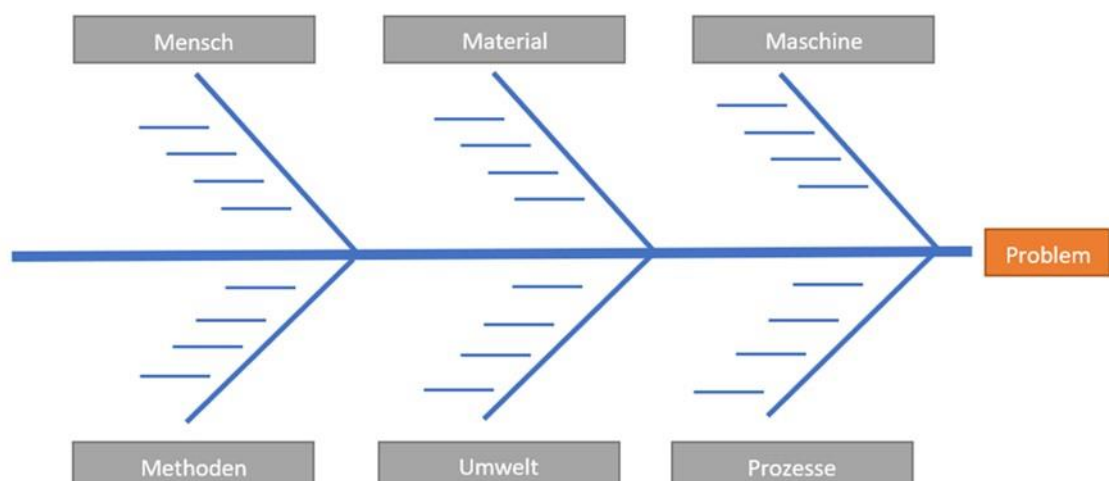 Mensch
Material
Maschine
Problem
Methoden
Umwelt
Prozesse